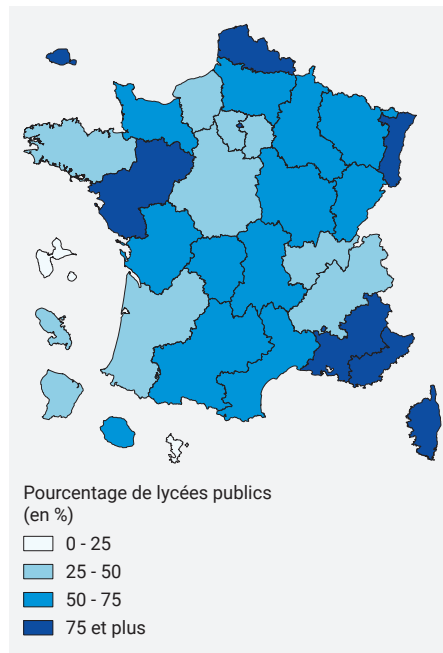 Pourcentage de lycées publics
(en %)
0 - 25
25 - 50
50 - 75
75 et plus